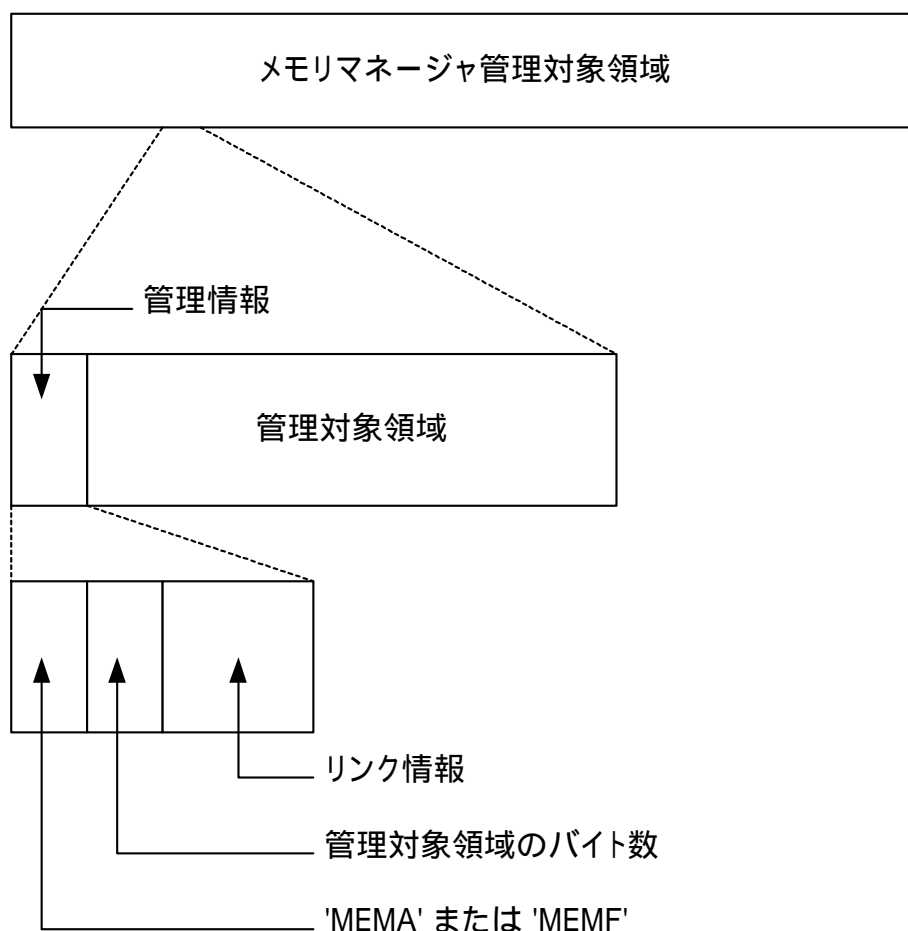 メモリマネージャ管理対象領域
管理情報
管理対象領域
リンク情報
管理対象領域のバイト数
'MEMA' または 'MEMF'